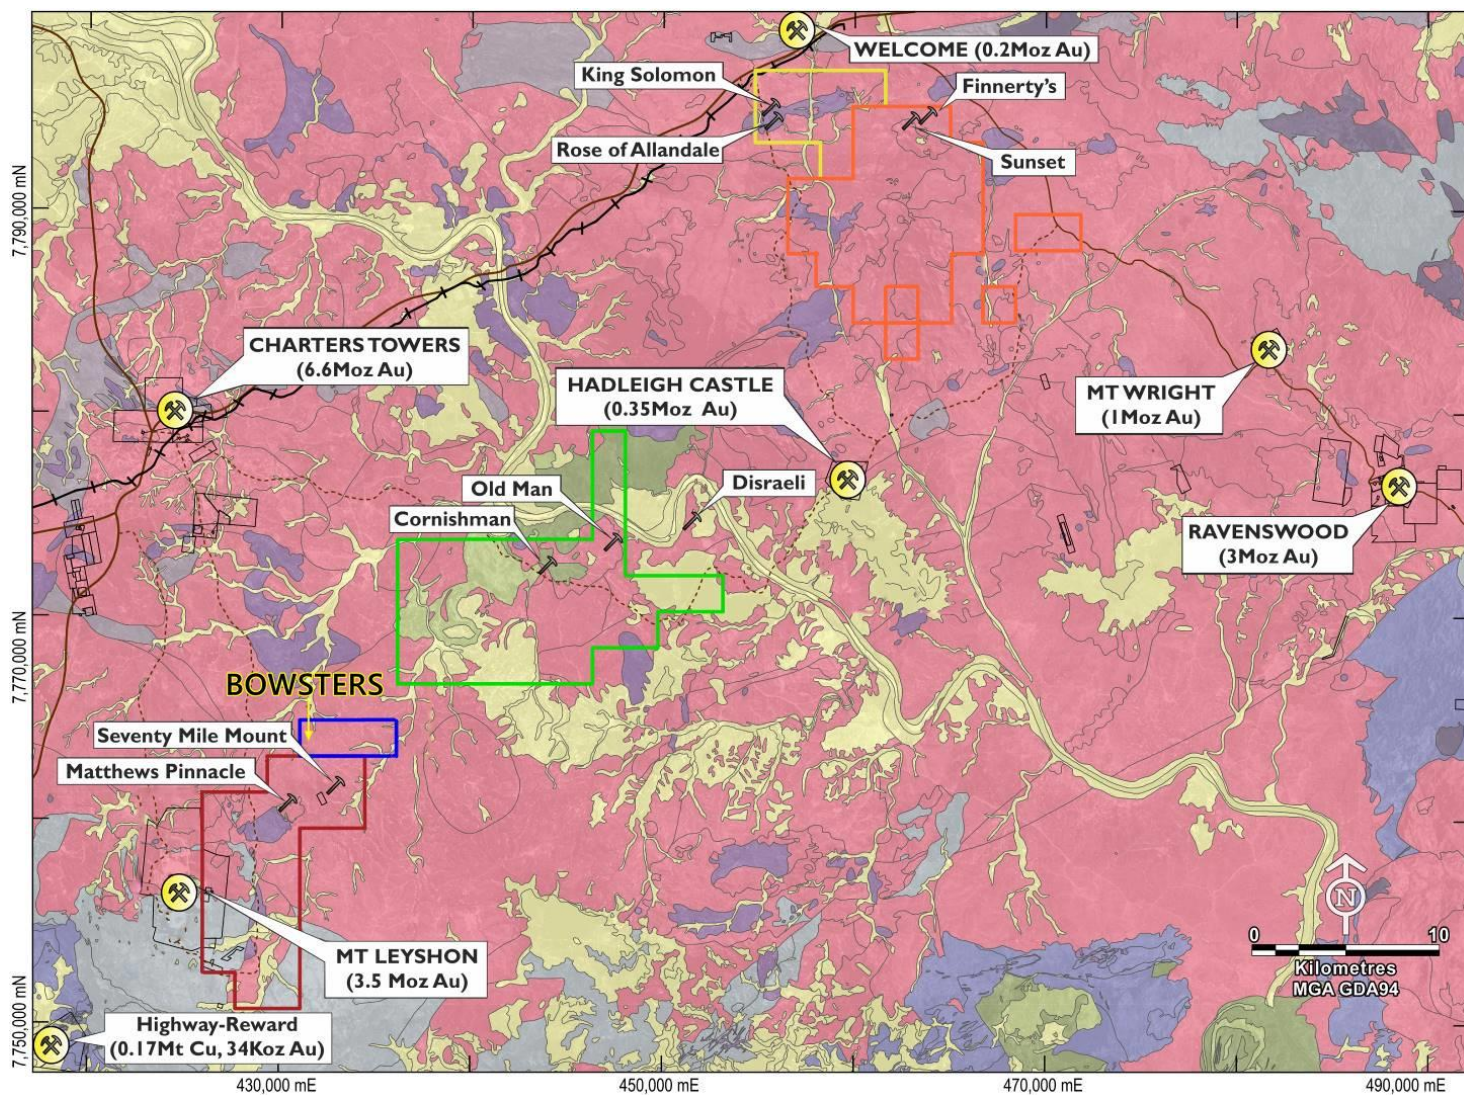 WELCOME (0.2Moz Au)
King Solomon
Finnerty's
Rose of Allandale
Sunset
7,790,000 mN
CHARTERS TOWERS
(6.6Moz Au)
HADLEIGH CASTLE
(0.35Moz Au)
MT WRIGHT
(1Moz Au)
Old Man
Disraeli
Cornishman
RAVENSWOOD
(3Moz Au)
7,770,000 mN
BOWSTERS
Seventy Mile Mount
Matthews Pinnacle
MT LEYSHON
(3.5 Moz Au)
N
0 10
Kilometres
MGA GDA94
Highway-Reward
(0.17Mt Cu, 34Koz Au)
7,750,000 mN
430,000 mE
450,000 mE
470,000 mE
490,000 mE